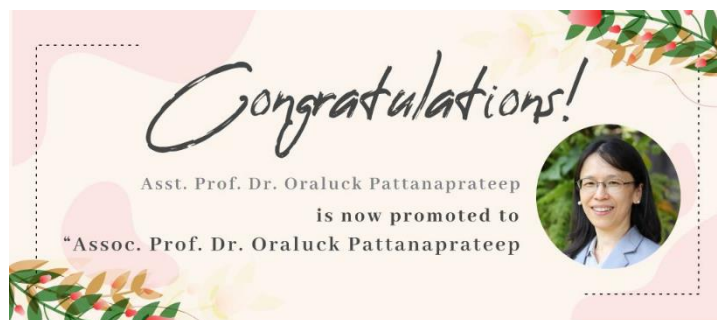 Congratulations!
Asst. Prof. Dr. Oraluck Pattanaprateep
is now promoted to
“Assoc. Prof. Dr. Oraluck Pattanaprateep